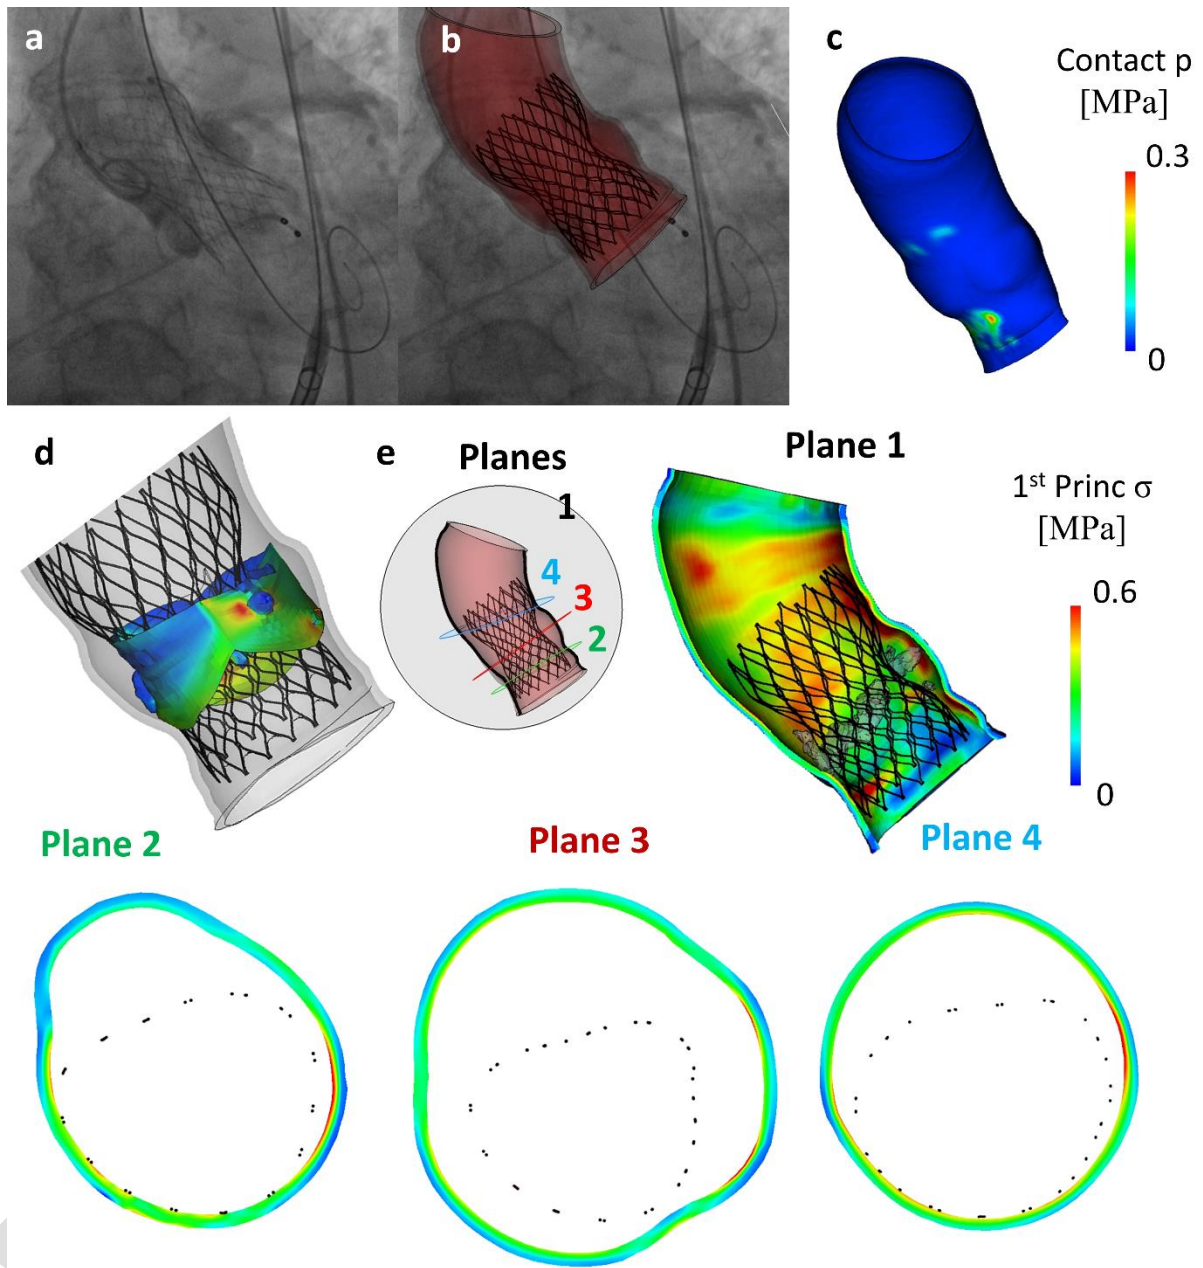 a
b
c
Contact p
[MPa]
0.3
0
d
e
Planes
1
4
3
2
Plane 1
1st Princ σ
[MPa]
0.6
0
Plane 2
Plane 3
Plane 4